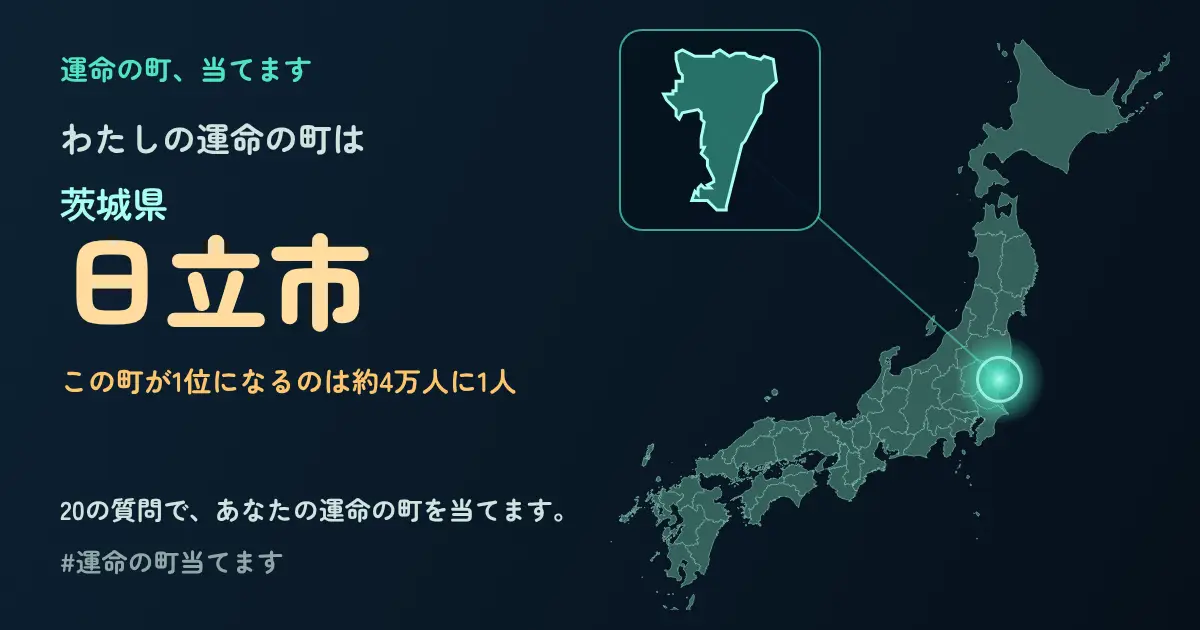 運命の町、当てます
わたしの運命の町は
茨城県
日立市
この町が1位になるのは約4万人に1人
20の質問で、あなたの運命の町を当てます。
#運命の町当てます